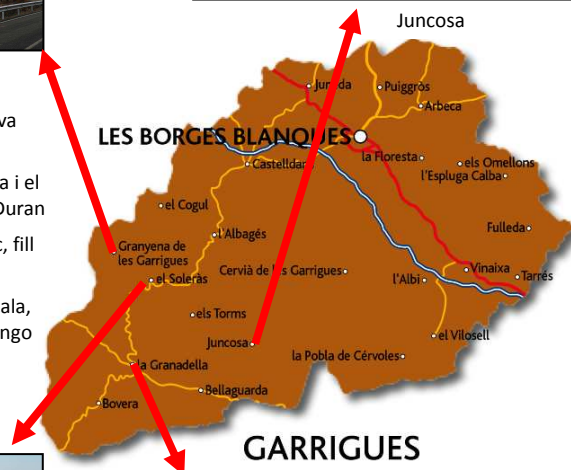 Juncosa
va
a i el
Duran
c, fill
ala,
ngo
Juneda
Puiggròs
Arbeca
LES BORGES BLANQUES
Castelldans
la Floresta
els Omellons
l'Espluga Calba
el Cogul
l'Albagés
Fulleda
Granyena de
les Garrigues
Cervià de les Garrigues
Vinaixa
el Soleràs
l'Albi
Tarrés
els Torms
Juncosa
el Vilosell
la Pobla de Cérvoles
la Granadella
Bellaguarda
Bovera
GARRIGUES